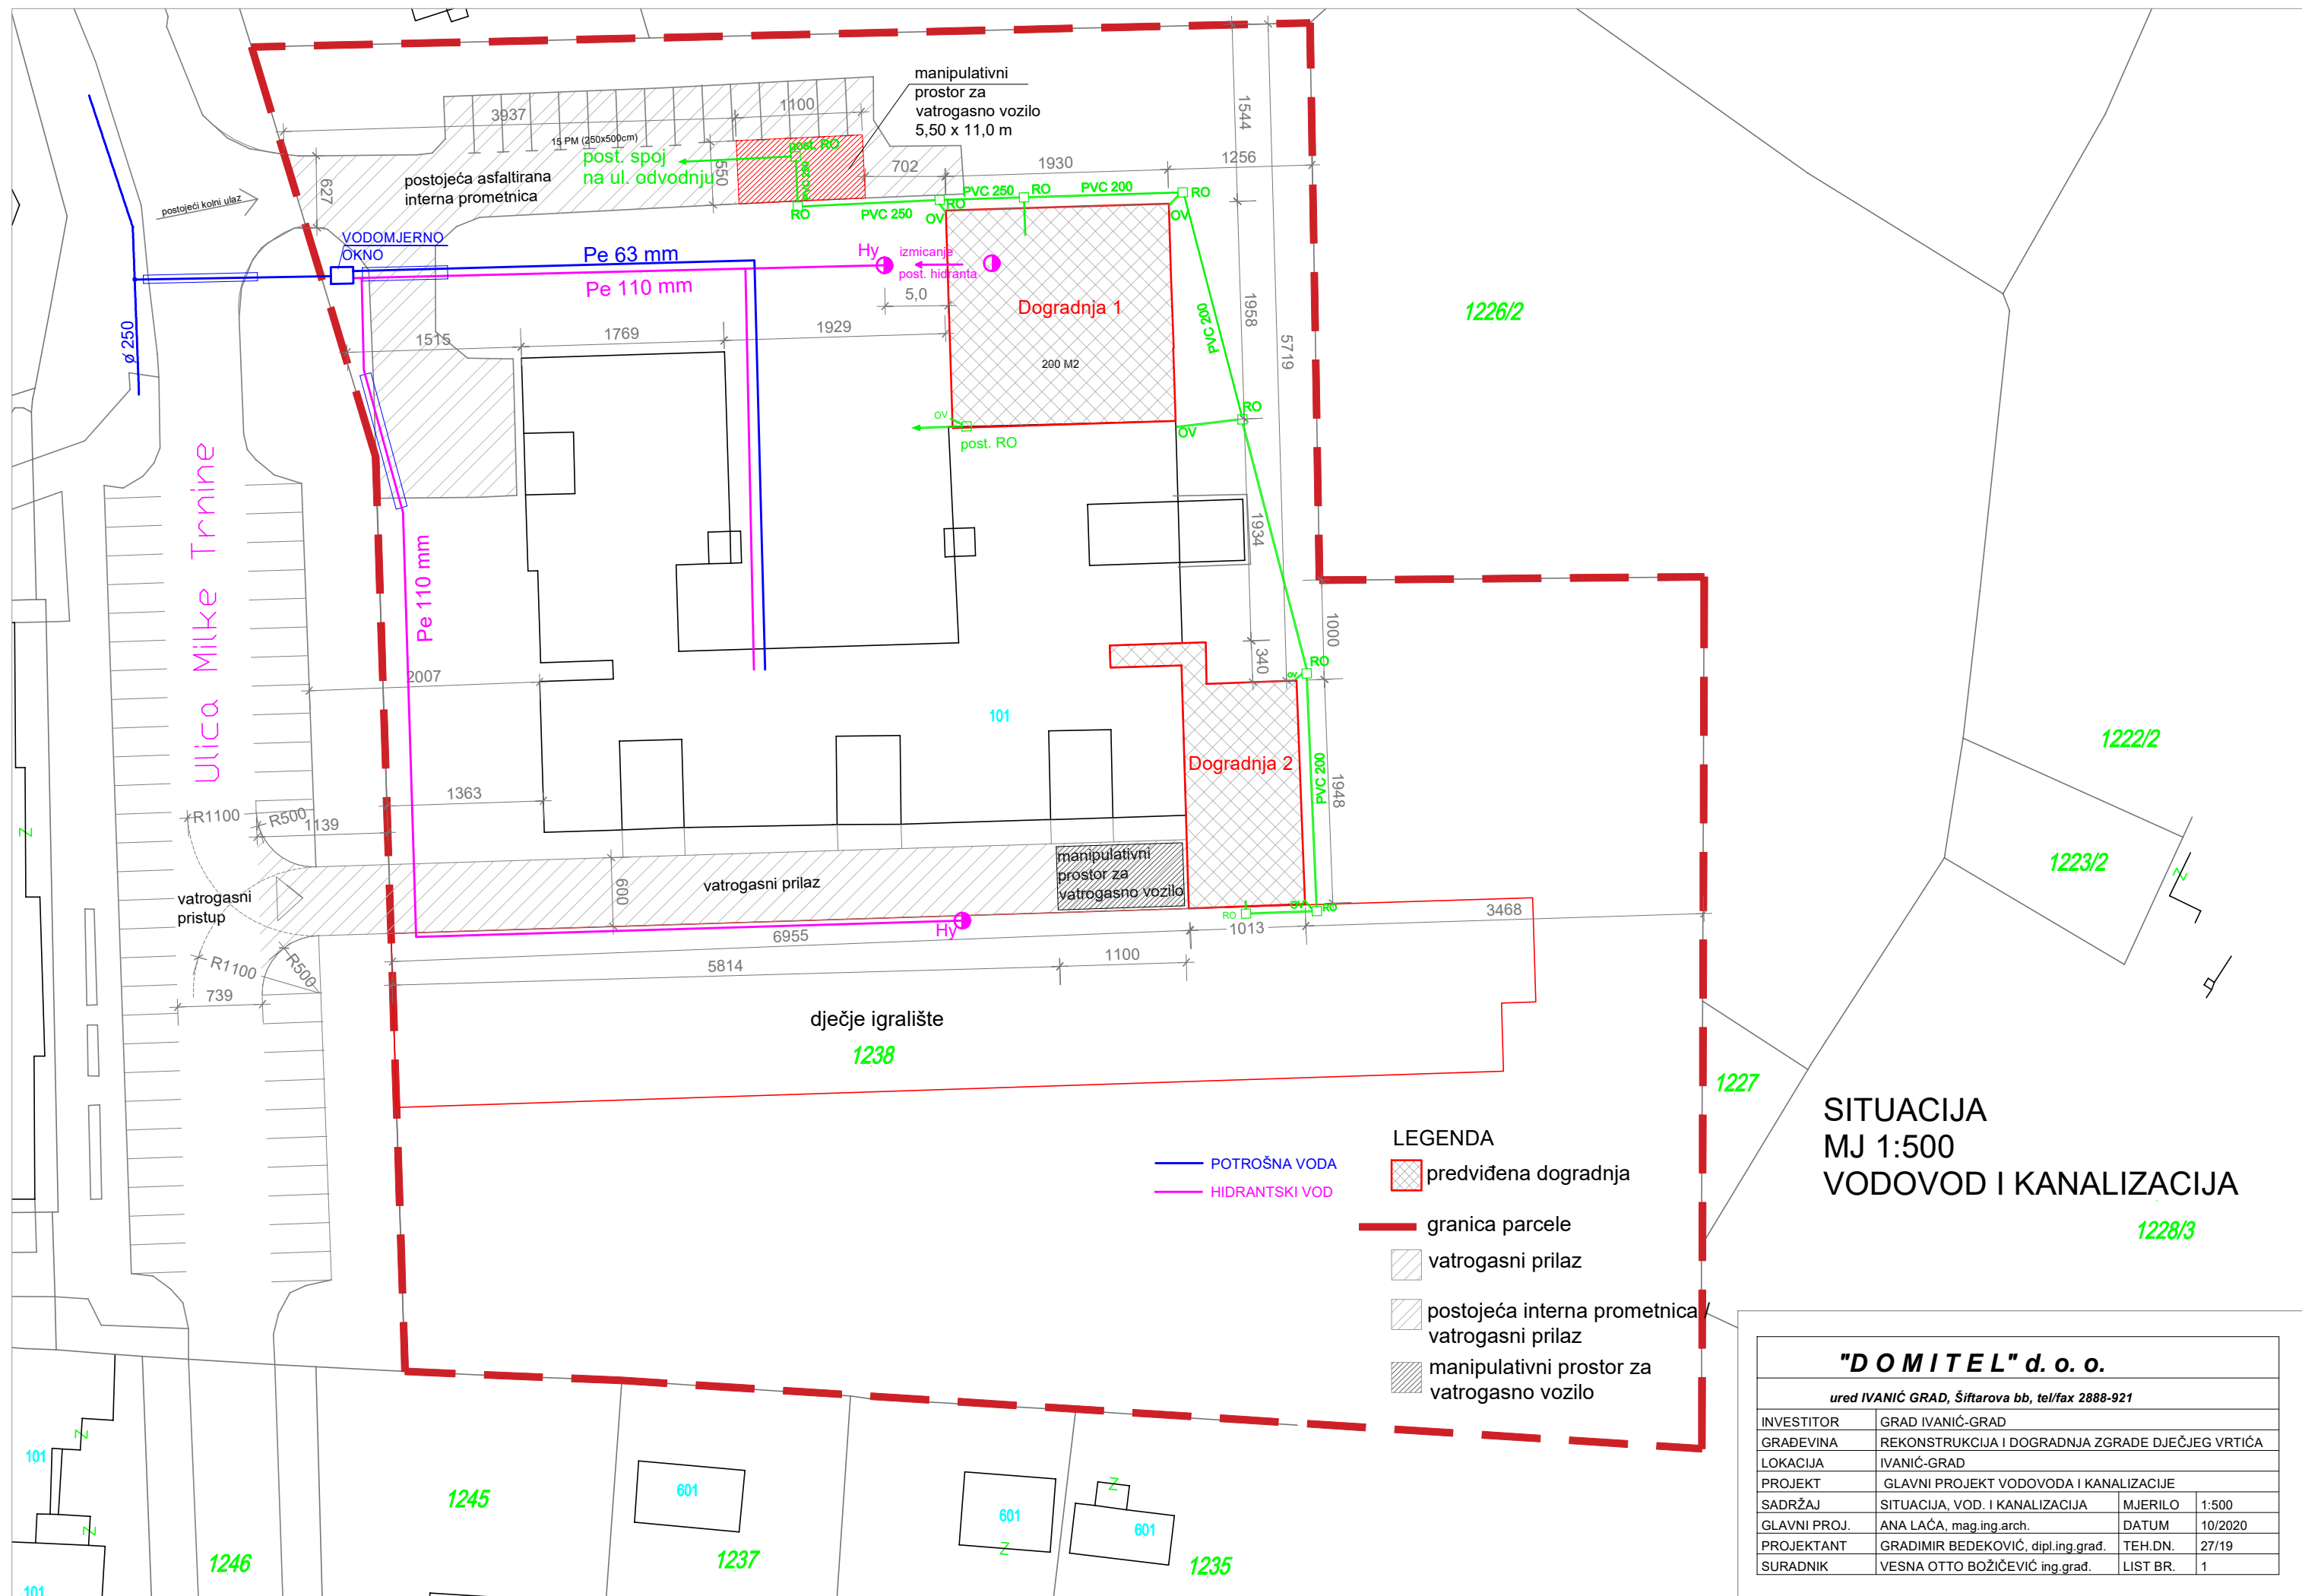 manipulativni
prostor za
vatrogasno vozilo
5,50 x 11,0 m
3937
1100
15 PM (250x500cm)
post. spoj
na ul. odvodnju
post. RO
PVC 250
550
702
1930
1256
1544
627
postojeća asfaltirana
interna prometnica
postojeći kolni ulaz
RO
PVC 250
OV
RO
PVC 250
RO
PVC 200
OV
RO
VODOMJERNO
OKNO
Pe 63 mm
Pe 110 mm
Hy
izmicanje
post. hidranta
5,0
Dogradnja 1
200 M2
PVC 200
1958
5719
1226/2
ø 250
1515
1769
1929
OV
post. RO
OV
RO
1934
Ulica Milke Trnine
Pe 110 mm
2007
1000
340
RO
101
Dogradnja 2
PVC 200
1948
1222/2
1223/2
Z
Z
1363
R1100
R500
1139
vatrogasni
pristup
600
vatrogasni prilaz
manipulativni
prostor za
vatrogasno vozilo
Hy
RO
OV
RO
3468
6955
1013
5814
1100
R1100
R500
739
dječje igralište
1238
1227
SITUACIJA
MJ 1:500
VODOVOD I KANALIZACIJA
1228/3
POTROŠNA VODA
HIDRANTSKI VOD
LEGENDA
predviđena dogradnja
granica parcele
vatrogasni prilaz
postojeća interna prometnica /
vatrogasni prilaz
manipulativni prostor za
vatrogasno vozilo
101
Z
Z
101
1246
1245
601
1237
601
Z
Z
601
1235
"D O M I T E L" d. o. o.
ured IVANIĆ GRAD, Šiftarova bb, tel/fax 2888-921
INVESTITOR GRAD IVANIĆ-GRAD
GRAĐEVINA REKONSTRUKCIJA I DOGRADNJA ZGRADE DJEČJEG VRTIĆA
LOKACIJA IVANIĆ-GRAD
PROJEKT GLAVNI PROJEKT VODOVODA I KANALIZACIJE
SADRŽAJ SITUACIJA, VOD. I KANALIZACIJA MJERILO 1:500
GLAVNI PROJ. ANA LAĆA, mag.ing.arch. DATUM 10/2020
PROJEKTANT GRADIMIR BEDEKOVIĆ, dipl.ing.građ. TEH.DN. 27/19
SURADNIK VESNA OTTO BOŽIČEVIĆ ing.građ. LIST BR. 1